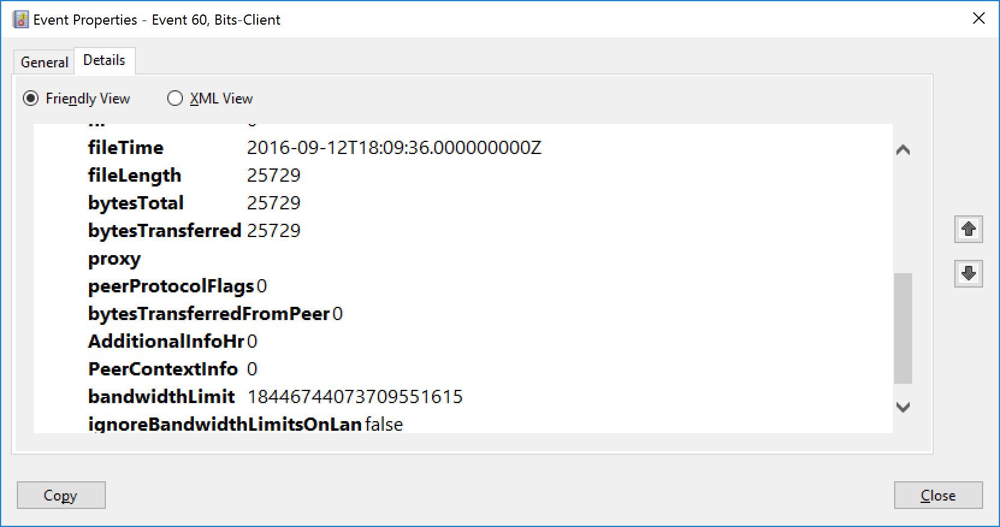 Event Properties - Event 60, Bits-Client
General Details
Friendly View XML View
fileTime 2016-09-12T18:09:36.000000000Z
fileLength 25729
bytesTotal 25729
bytesTransferred 25729
proxy
peerProtocolFlags 0
bytesTransferredFromPeer 0
AdditionalInfoHr 0
PeerContextInfo 0
bandwidthLimit 18446744073709551615
ignoreBandwidthLimitsOnLan false
Copy Close